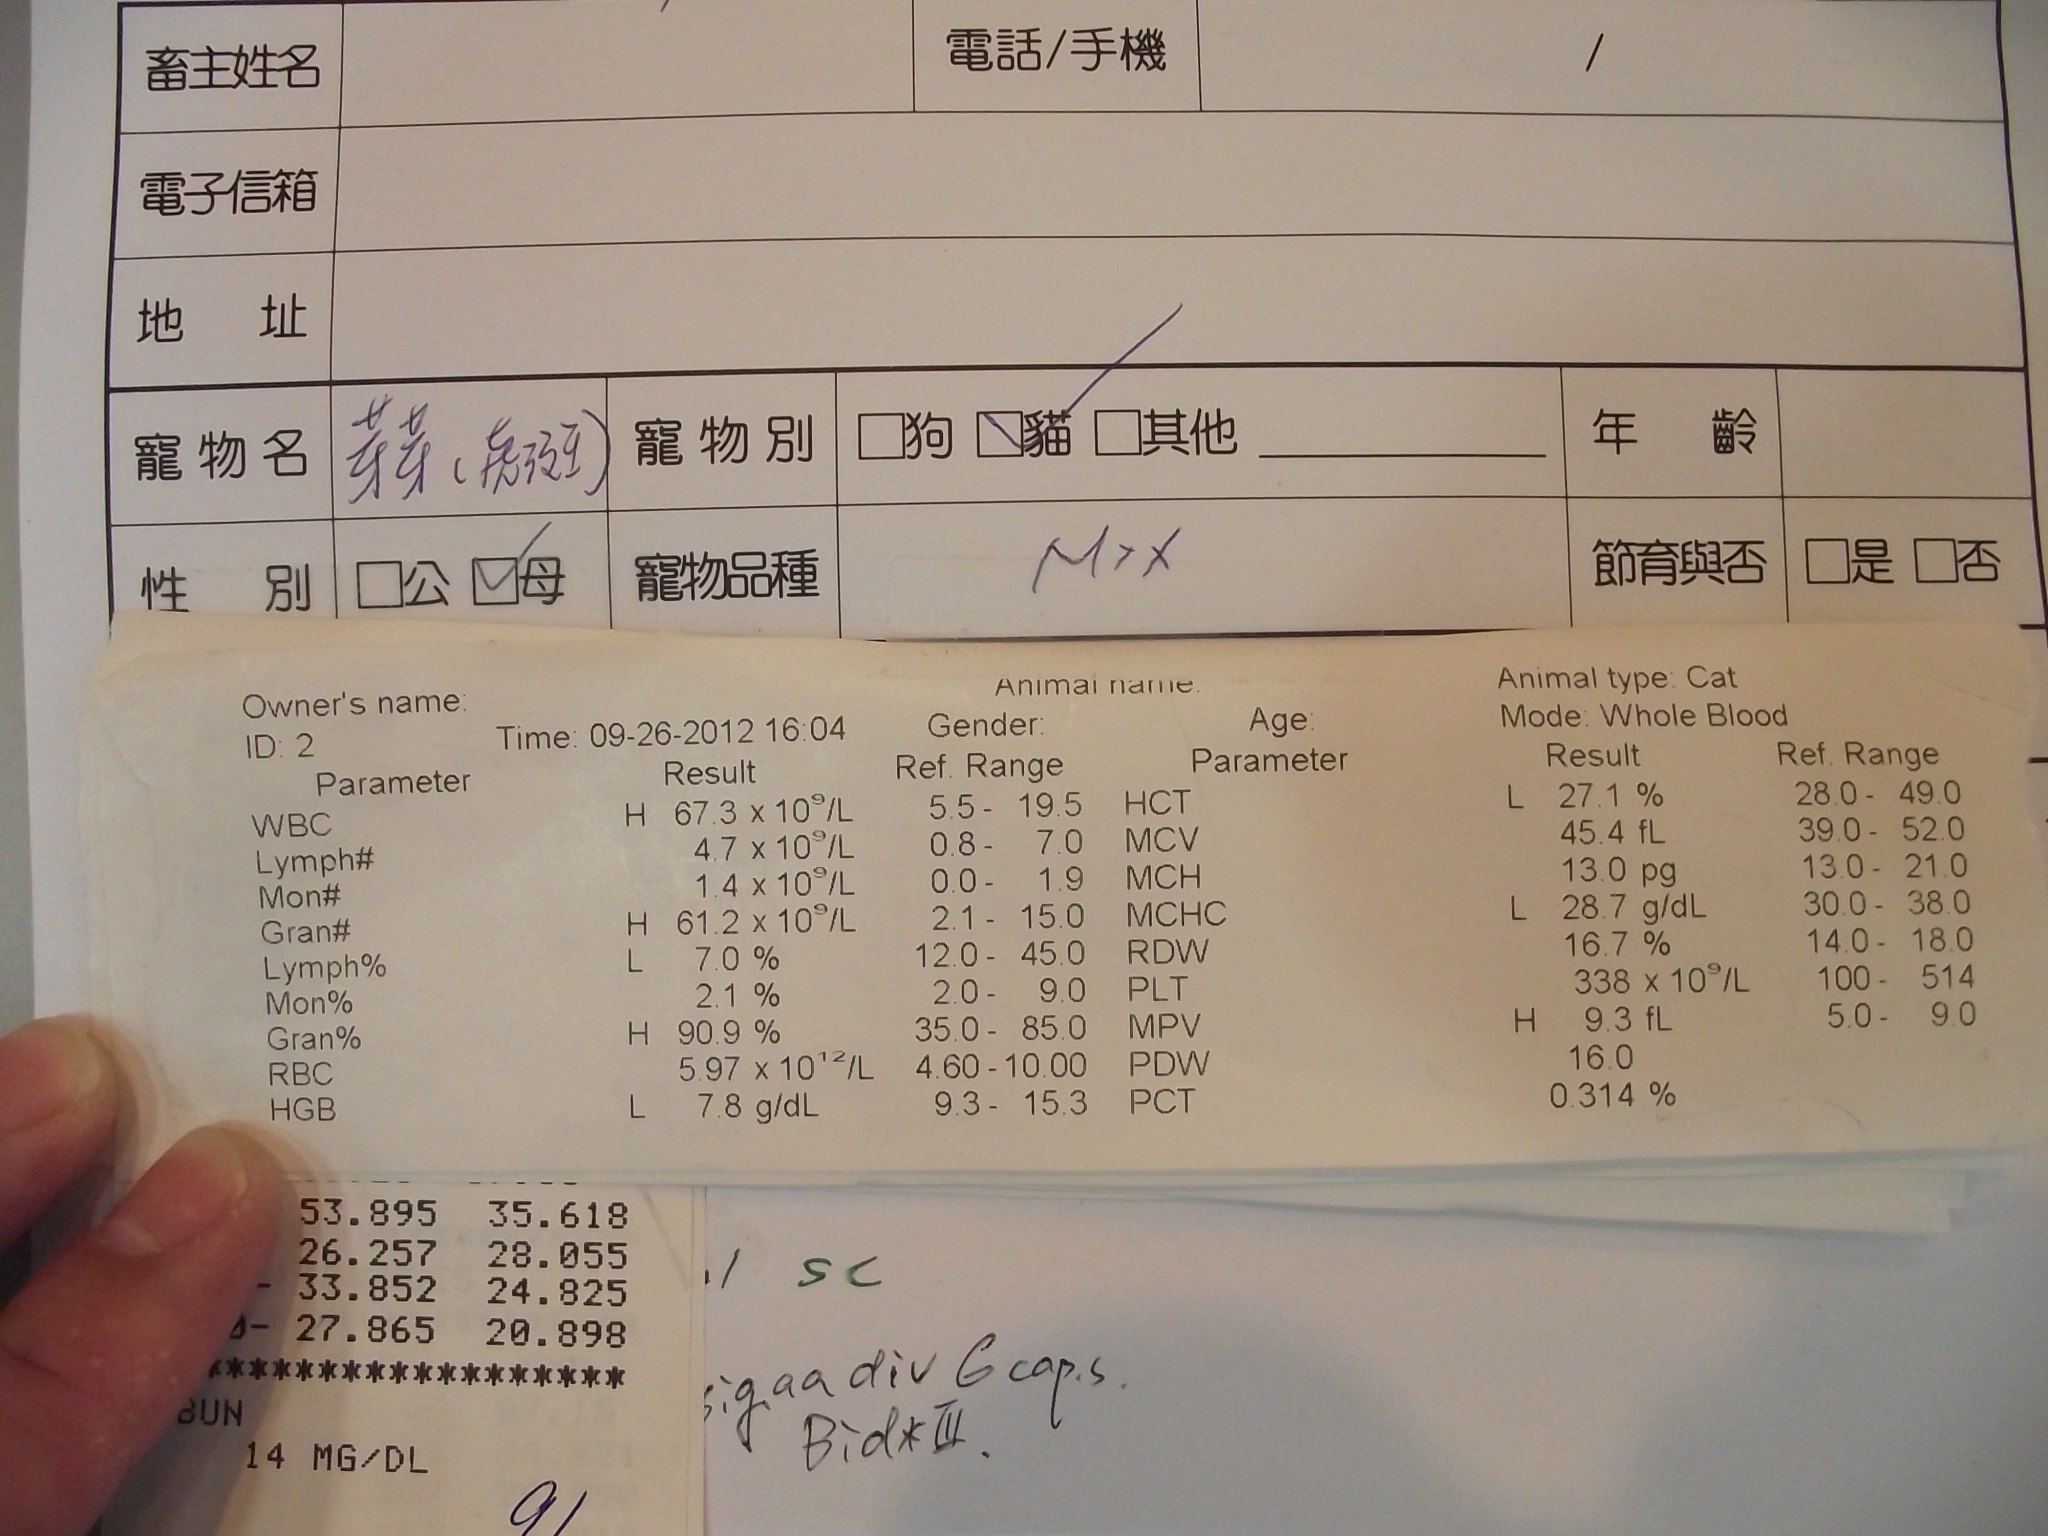 畜主姓名 電話/手機 /
電子信箱
地 址
寵物名 芽芽(虎斑) 寵物別 □狗 ☑貓 □其他 年 齡
性 別 □公 ☑母 寵物品種 Mix 節育與否 □是 □否
Owner's name: Animal name: Animal type: Cat
ID: 2 Time: 09-26-2012 16:04 Gender: Age: Mode: Whole Blood
Parameter Result Ref. Range Parameter Result Ref. Range
WBC H 67.3 x 10⁹/L 5.5 - 19.5 HCT L 27.1 % 28.0 - 49.0
Lymph# 4.7 x 10⁹/L 0.8 - 7.0 MCV 45.4 fL 39.0 - 52.0
Mon# 1.4 x 10⁹/L 0.0 - 1.9 MCH 13.0 pg 13.0 - 21.0
Gran# H 61.2 x 10⁹/L 2.1 - 15.0 MCHC L 28.7 g/dL 30.0 - 38.0
Lymph% L 7.0 % 12.0 - 45.0 RDW 16.7 % 14.0 - 18.0
Mon% 2.1 % 2.0 - 9.0 PLT 338 x 10⁹/L 100 - 514
Gran% H 90.9 % 35.0 - 85.0 MPV H 9.3 fL 5.0 - 9.0
RBC 5.97 x 10¹²/L 4.60 - 10.00 PDW 16.0
HGB L 7.8 g/dL 9.3 - 15.3 PCT 0.314 %
53.895 35.618
26.257 28.055
- 33.852 24.825
- 27.865 20.898
******************
BUN
14 MG/DL
91
sc
sig. aa div 6 cap.s.
Bid*III.